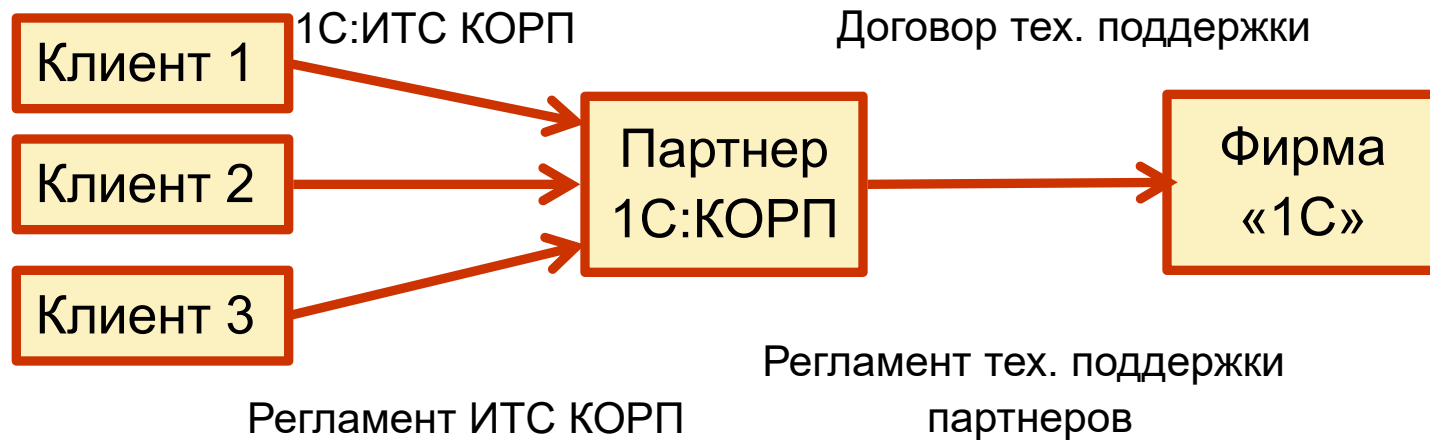 1С:ИТС КОРП
Договор тех. поддержки
Клиент 1
Клиент 2
Клиент 3
Партнер
1С:КОРП
Фирма
«1С»
Регламент тех. поддержки
партнеров
Регламент ИТС КОРП